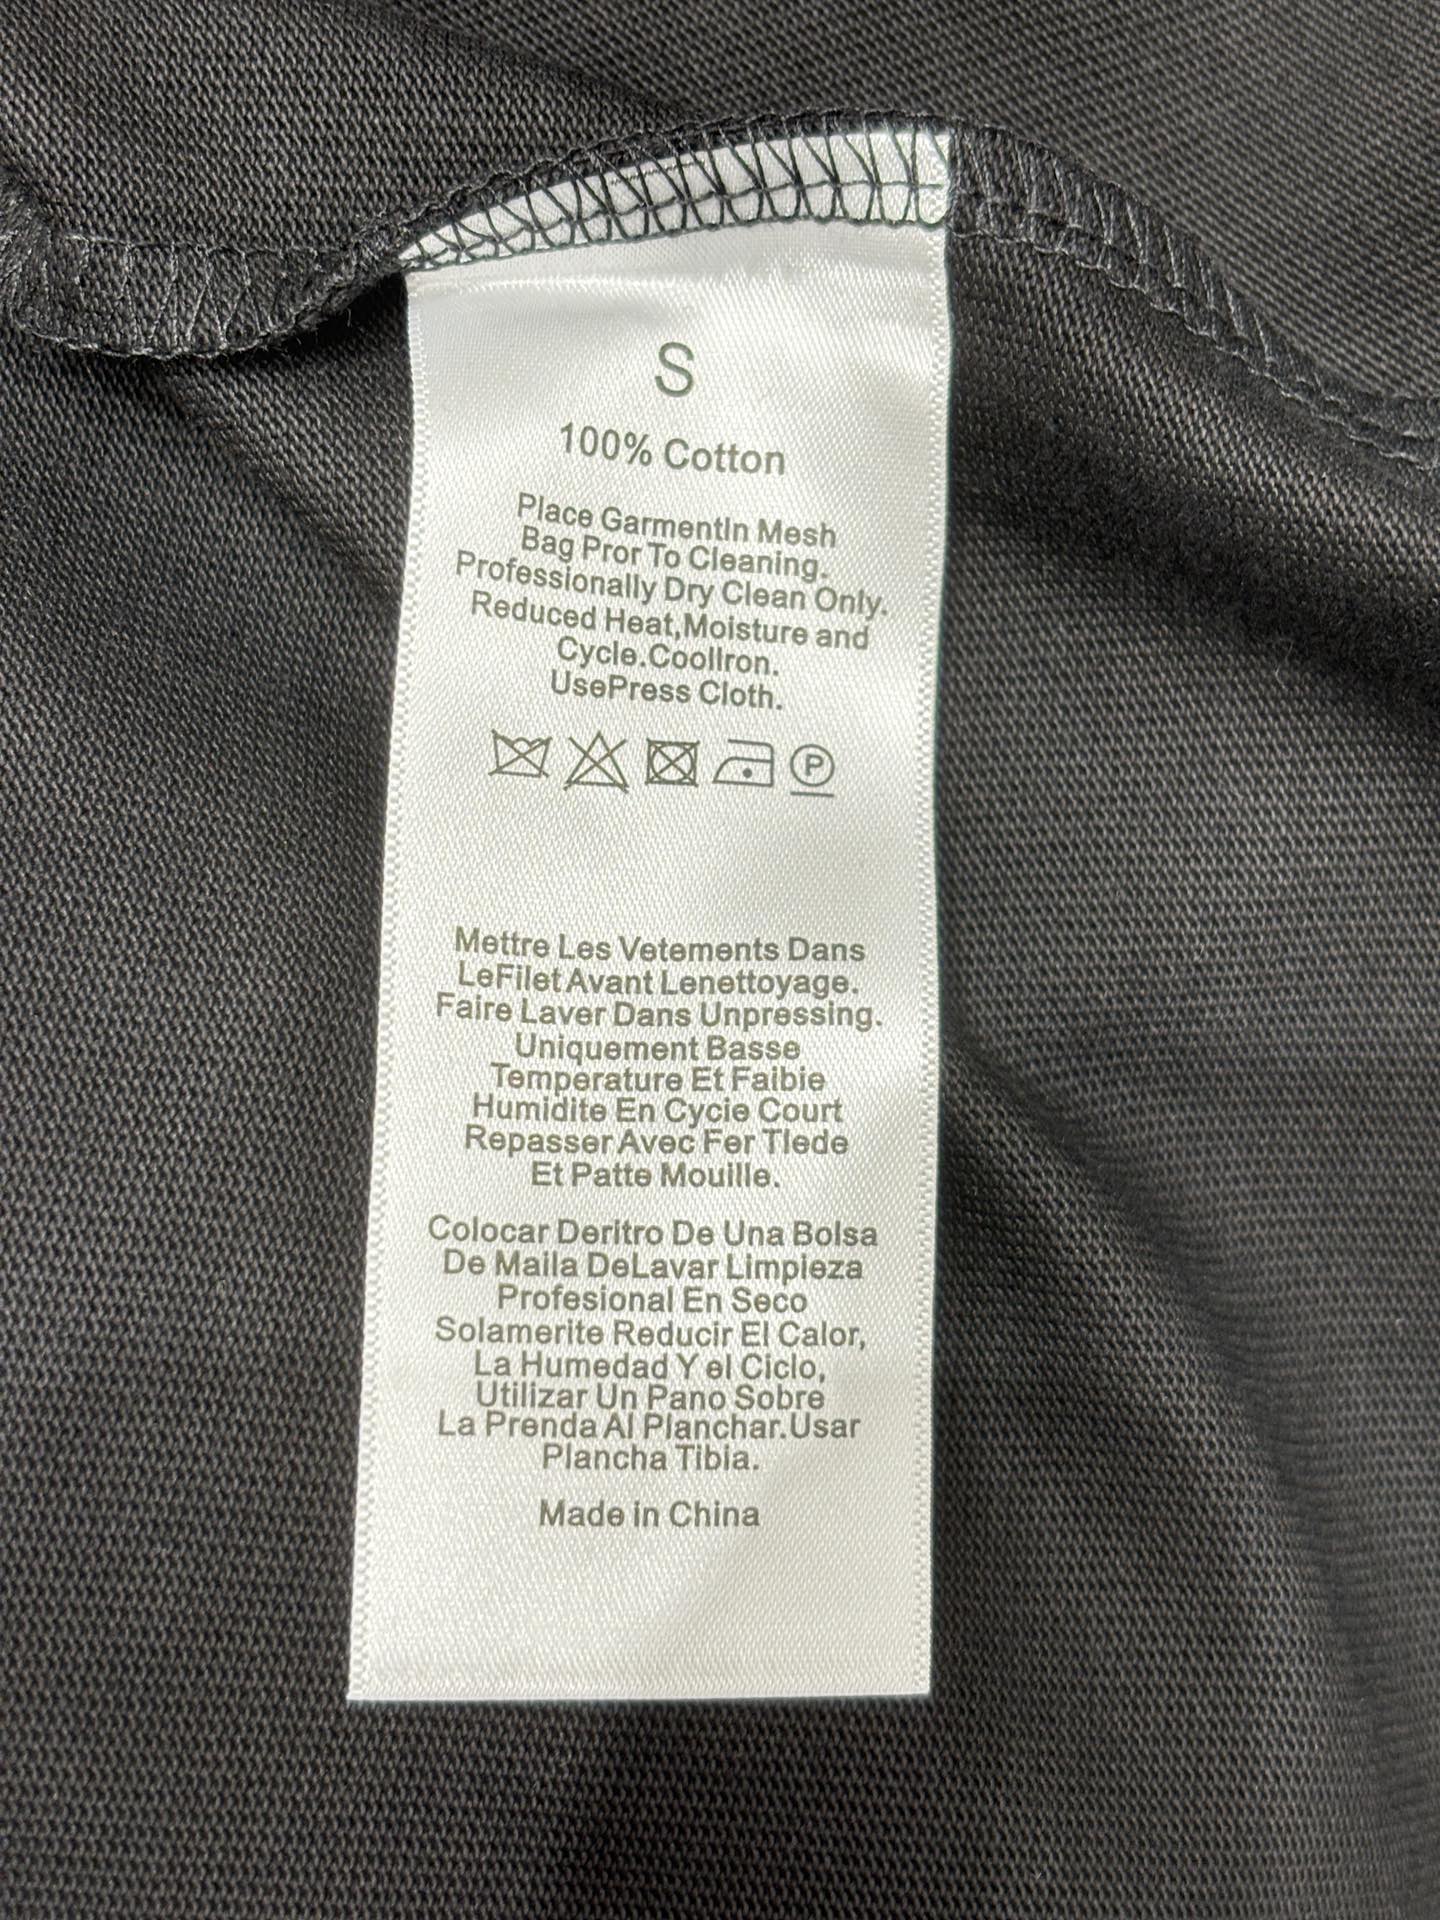 S
100% Cotton
Place GarmentIn Mesh
Bag Pror To Cleaning.
Professionally Dry Clean Only.
Reduced Heat,Moisture and
Cycle.CoolIron.
UsePress Cloth.
P
Mettre Les Vetements Dans
LeFilet Avant Lenettoyage.
Faire Laver Dans Unpressing.
Uniquement Basse
Temperature Et Faibie
Humidite En Cycie Court
Repasser Avec Fer Tlede
Et Patte Mouille.
Colocar Derltro De Una Bolsa
De Maila DeLavar Limpieza
Profesional En Seco
Solamerite Reducir El Calor,
La Humedad Y el Ciclo,
Utilizar Un Pano Sobre
La Prenda Al Planchar.Usar
Plancha Tibia.
Made in China